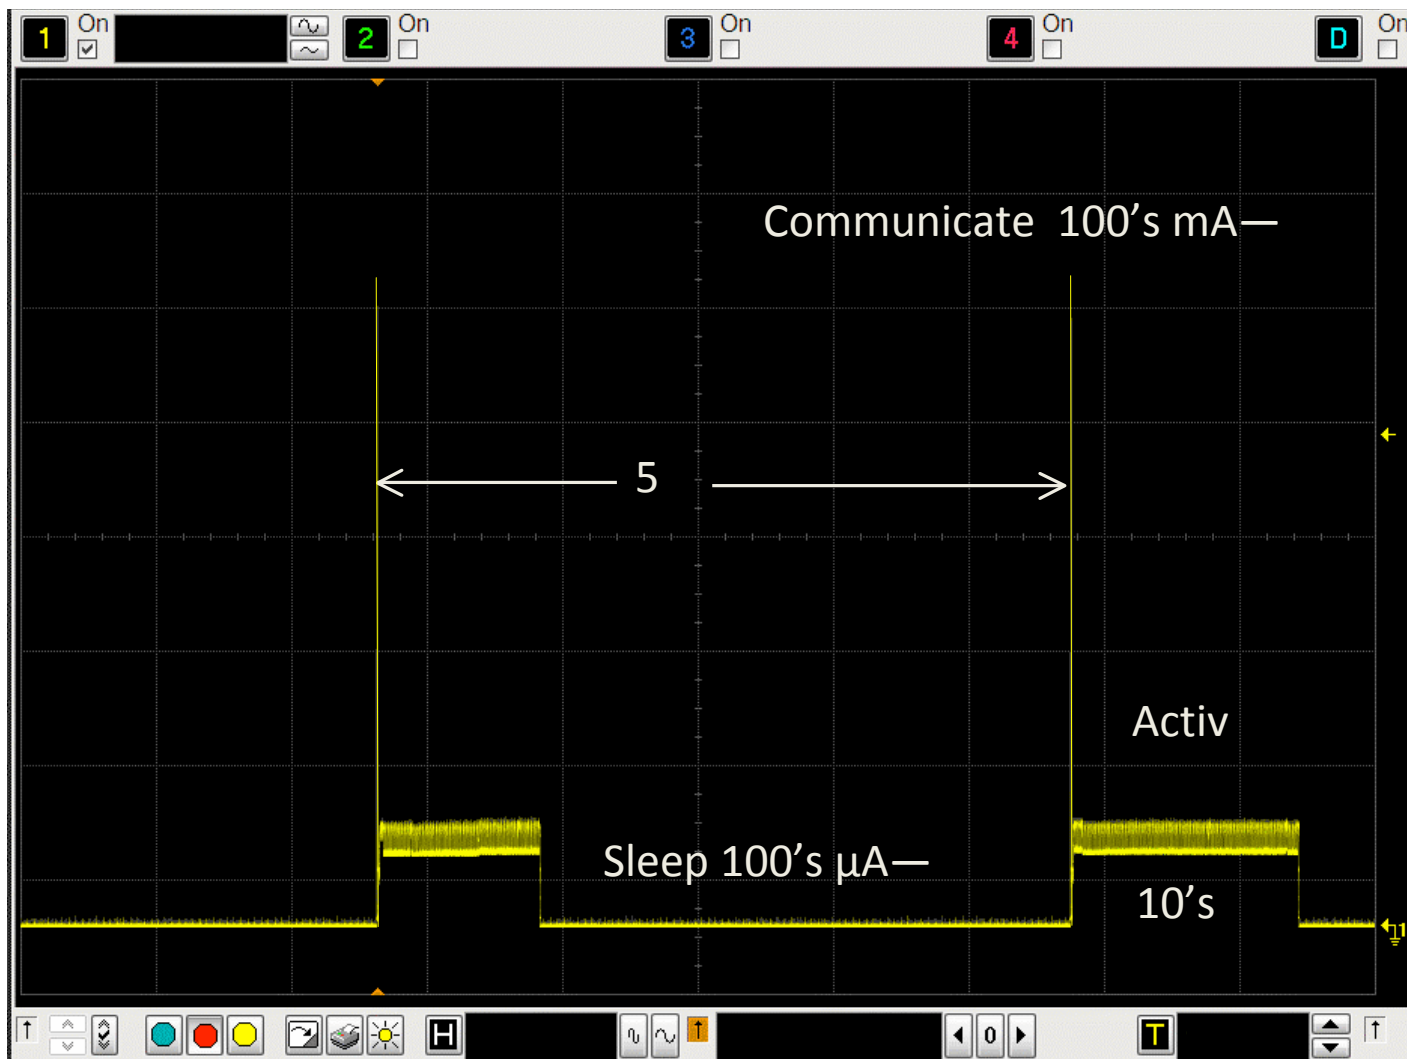 1 On 2 On 3 On 4 On D On
Communicate 100's mA—
5
Activ
Sleep 100's µA—
10's
1
H 0 T